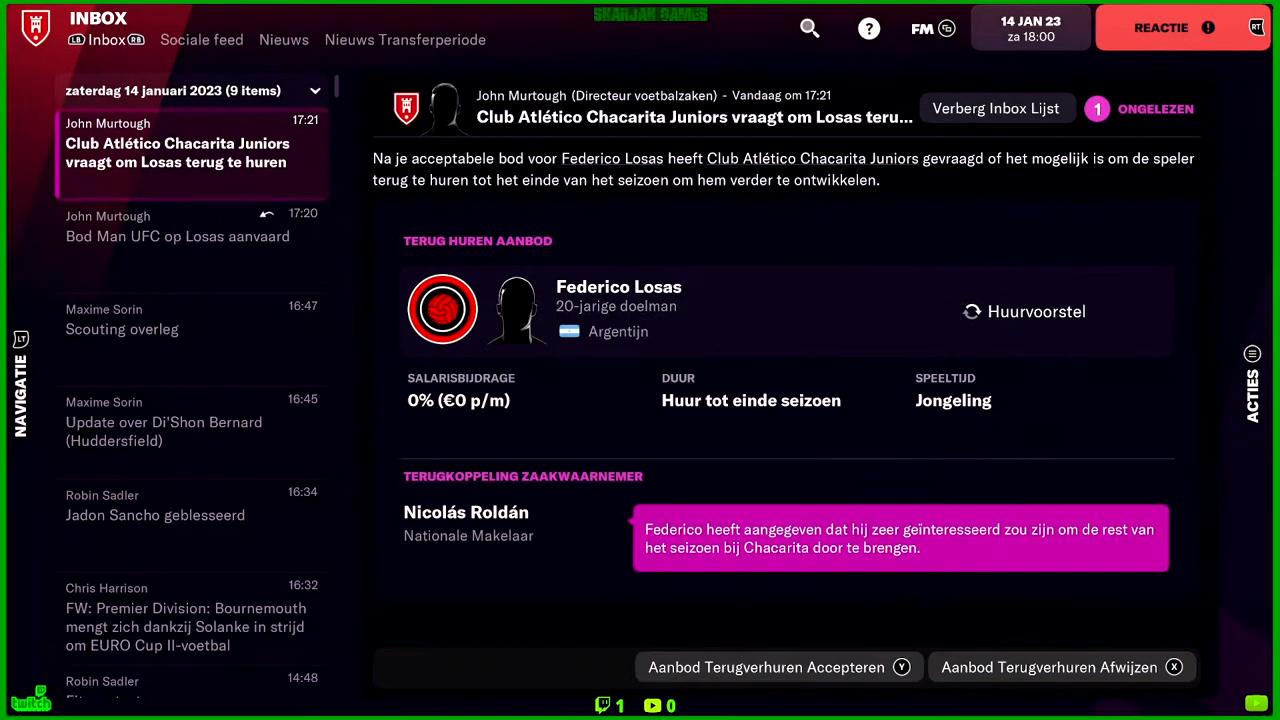 SKARJAN GAMES
INBOX
LB Inbox RB Sociale feed Nieuws Nieuws Transferperiode
?
FM
14 JAN 23
za 18:00
REACTIE
RT
zaterdag 14 januari 2023 (9 items)
John Murtough 17:21
Club Atlético Chacarita Juniors
vraagt om Losas terug te huren
John Murtough 17:20
Bod Man UFC op Losas aanvaard
Maxime Sorin 16:47
Scouting overleg
Maxime Sorin 16:45
Update over Di'Shon Bernard
(Huddersfield)
Robin Sadler 16:34
Jadon Sancho geblesseerd
Chris Harrison 16:32
FW: Premier Division: Bournemouth
mengt zich dankzij Solanke in strijd
om EURO Cup II-voetbal
Robin Sadler 14:48
LT
NAVIGATIE
John Murtough (Directeur voetbalzaken) - Vandaag om 17:21
Club Atlético Chacarita Juniors vraagt om Losas teru...
Verberg Inbox Lijst
1 ONGELEZEN
Na je acceptabele bod voor Federico Losas heeft Club Atlético Chacarita Juniors gevraagd of het mogelijk is om de speler
terug te huren tot het einde van het seizoen om hem verder te ontwikkelen.
TERUG HUREN AANBOD
Federico Losas
20-jarige doelman
Argentijn
Huurvoorstel
SALARISBIJDRAGE DUUR SPEELTIJD
0% (€0 p/m) Huur tot einde seizoen Jongeling
TERUGKOPPELING ZAAKWAARNEMER
Nicolás Roldán
Nationale Makelaar
Federico heeft aangegeven dat hij zeer geïnteresseerd zou zijn om de rest van
het seizoen bij Chacarita door te brengen.
Aanbod Terugverhuren Accepteren Y
Aanbod Terugverhuren Afwijzen X
ACTIES
twitch
1 0